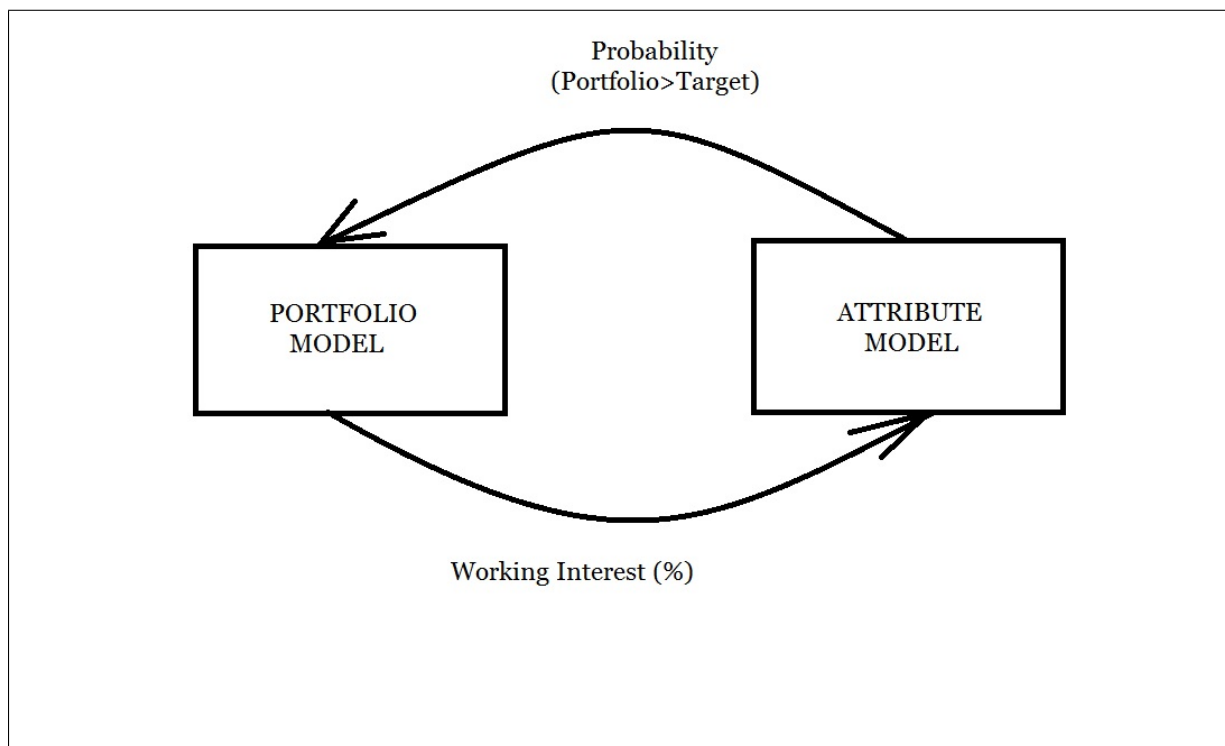 Probability
(Portfolio>Target)
PORTFOLIO
MODEL
ATTRIBUTE
MODEL
Working Interest (%)